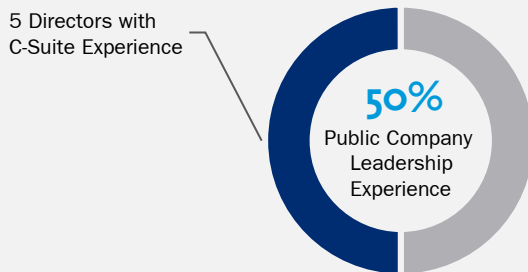 5 Directors with
C-Suite Experience
50%
Public Company
Leadership
Experience